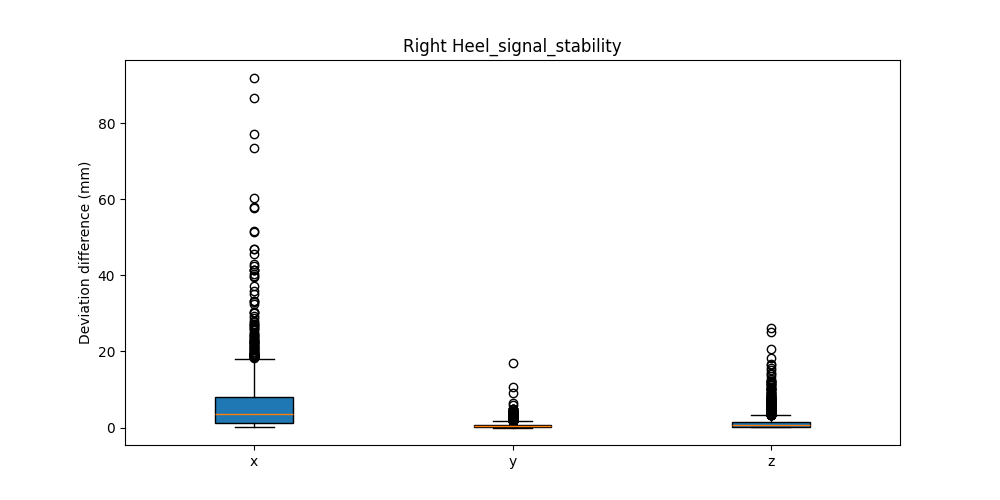 Right Heel_signal_stability
Deviation difference (mm)
80
60
40
20
0
x
y
z